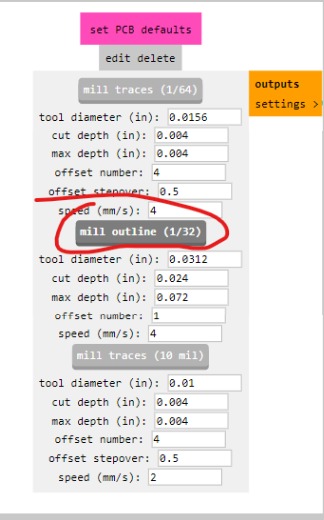 set PCB defaults
edit delete
mill traces (1/64)
outputs
settings >
tool diameter (in): 0.0156
cut depth (in): 0.004
max depth (in): 0.004
offset number: 4
offset stepover: 0.5
speed (mm/s): 4
mill outline (1/32)
tool diameter (in): 0.0312
cut depth (in): 0.024
max depth (in): 0.072
offset number: 1
speed (mm/s): 4
mill traces (10 mil)
tool diameter (in): 0.01
cut depth (in): 0.004
max depth (in): 0.004
offset number: 4
offset stepover: 0.5
speed (mm/s): 2